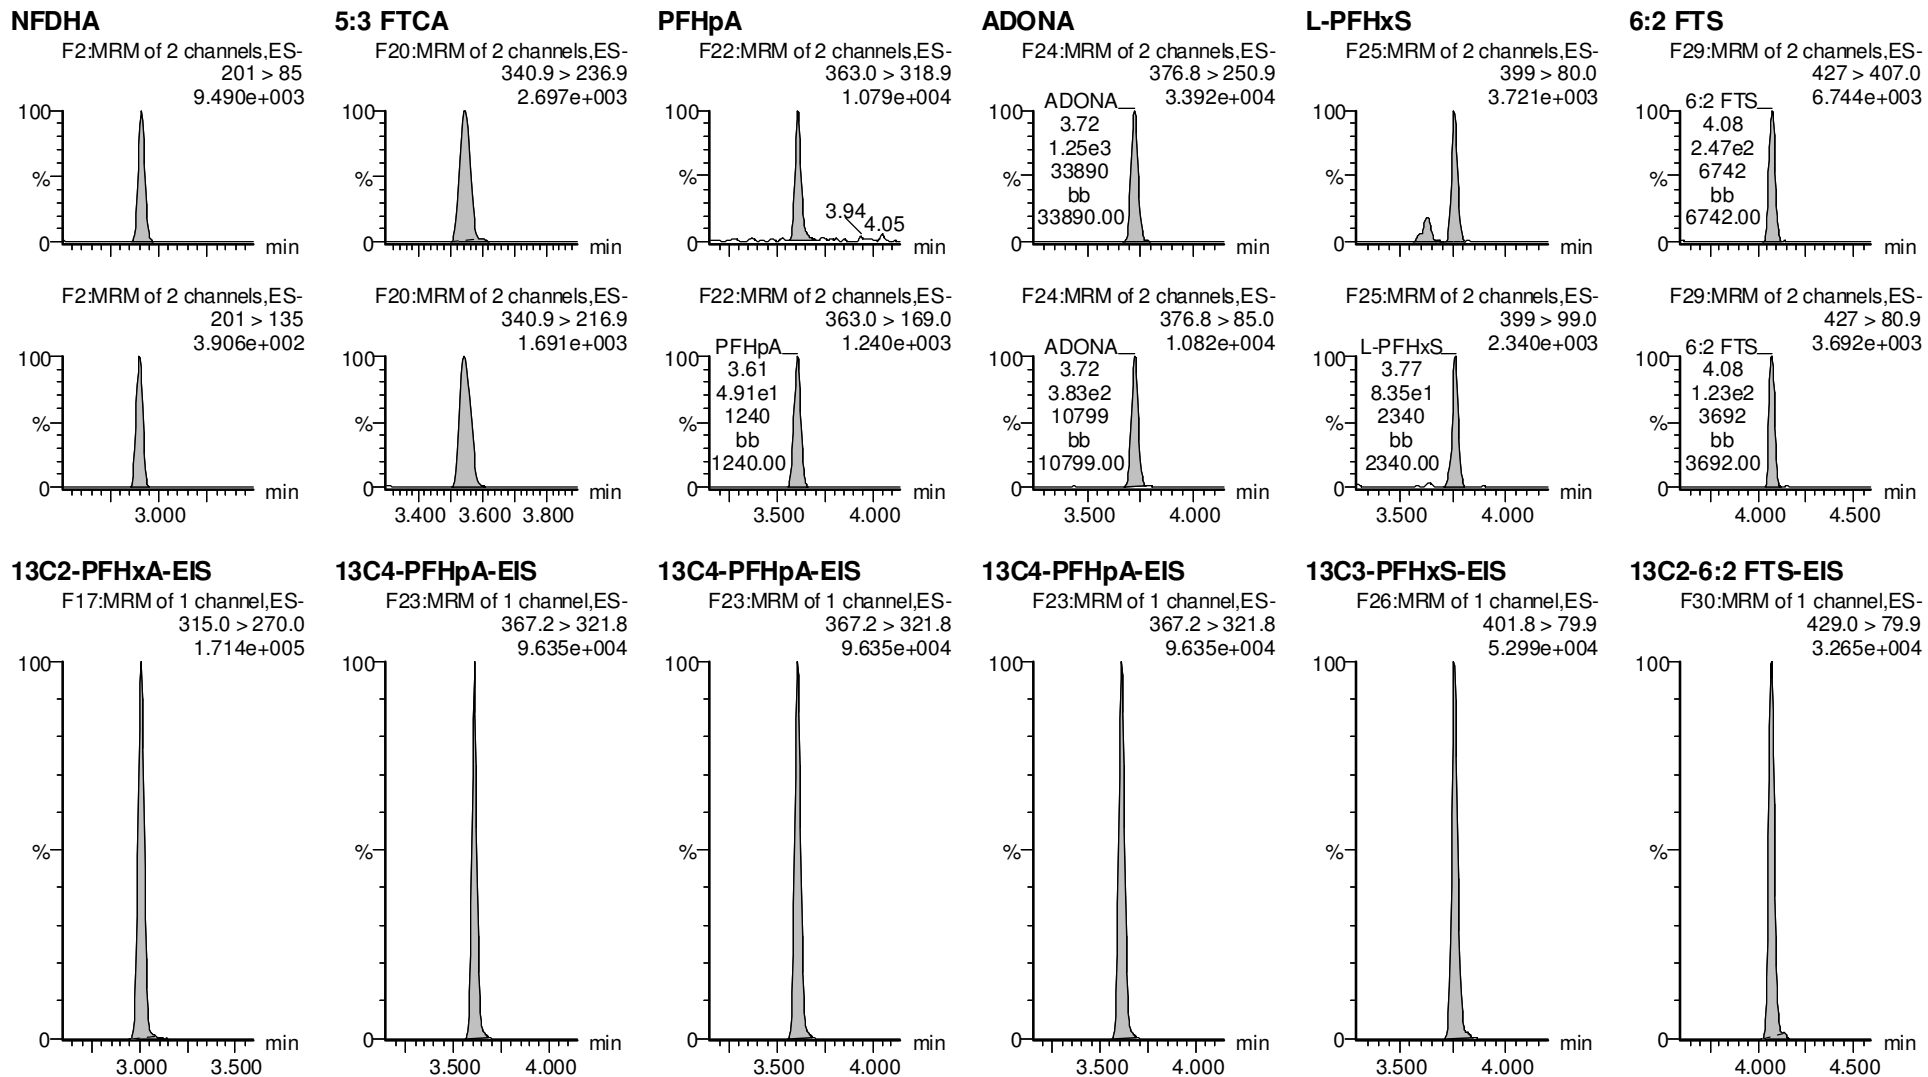 NFDHA
F2:MRM of 2 channels,ES-
201 > 85
9.490e+003
100
%
0
min
F2:MRM of 2 channels,ES-
201 > 135
3.906e+002
100
%
0
min
3.000
5:3 FTCA
F20:MRM of 2 channels,ES-
340.9 > 236.9
2.697e+003
100
%
0
min
F20:MRM of 2 channels,ES-
340.9 > 216.9
1.691e+003
100
%
0
min
3.400 3.600 3.800
PFHpA
F22:MRM of 2 channels,ES-
363.0 > 318.9
1.079e+004
100
%
3.94
4.05
0
min
F22:MRM of 2 channels,ES-
363.0 > 169.0
1.240e+003
100
PFHpA
3.61
4.91e1
1240
bb
1240.00
%
0
min
3.500 4.000
ADONA
F24:MRM of 2 channels,ES-
376.8 > 250.9
3.392e+004
100
ADONA
3.72
1.25e3
33890
bb
33890.00
%
0
min
F24:MRM of 2 channels,ES-
376.8 > 85.0
1.082e+004
100
ADONA
3.72
3.83e2
10799
bb
10799.00
%
0
min
3.500 4.000
L-PFHxS
F25:MRM of 2 channels,ES-
399 > 80.0
3.721e+003
100
%
0
min
F25:MRM of 2 channels,ES-
399 > 99.0
2.340e+003
100
L-PFHxS
3.77
8.35e1
2340
bb
2340.00
%
0
min
3.500 4.000
6:2 FTS
F29:MRM of 2 channels,ES-
427 > 407.0
6.744e+003
100
6:2 FTS
4.08
2.47e2
6742
bb
6742.00
%
0
min
F29:MRM of 2 channels,ES-
427 > 80.9
3.692e+003
100
6:2 FTS
4.08
1.23e2
3692
bb
3692.00
%
0
min
4.000 4.500
13C2-PFHxA-EIS
F17:MRM of 1 channel,ES-
315.0 > 270.0
1.714e+005
100
%
0
min
3.000 3.500
13C4-PFHpA-EIS
F23:MRM of 1 channel,ES-
367.2 > 321.8
9.635e+004
100
%
0
min
3.500 4.000
13C4-PFHpA-EIS
F23:MRM of 1 channel,ES-
367.2 > 321.8
9.635e+004
100
%
0
min
3.500 4.000
13C4-PFHpA-EIS
F23:MRM of 1 channel,ES-
367.2 > 321.8
9.635e+004
100
%
0
min
3.500 4.000
13C3-PFHxS-EIS
F26:MRM of 1 channel,ES-
401.8 > 79.9
5.299e+004
100
%
0
min
3.500 4.000
13C2-6:2 FTS-EIS
F30:MRM of 1 channel,ES-
429.0 > 79.9
3.265e+004
100
%
0
min
4.000 4.500